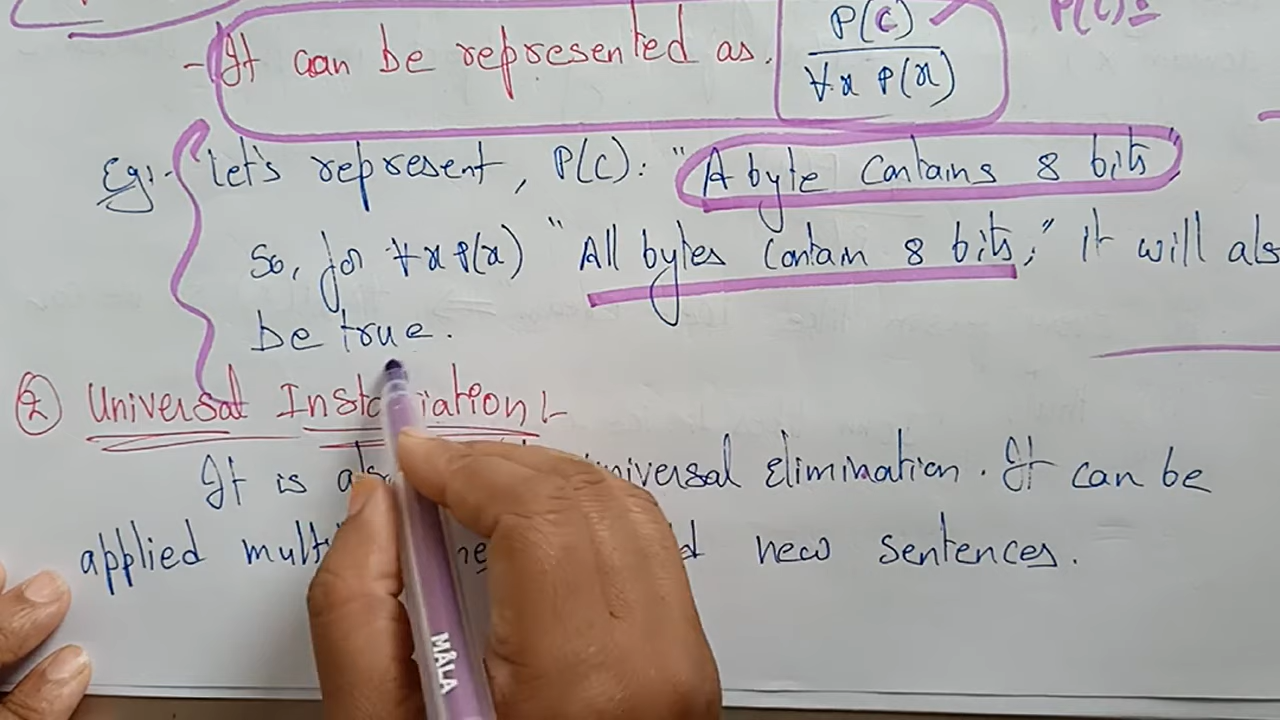 P(C)=
- It can be represented as. P(C)
∀x P(x)
Eg:- Let's represent, P(C): "A byte contains 8 bits
So, for ∀x P(x) "All bytes contain 8 bits," it will als
be true.
② Universal Instantiation :-
It is universal elimination. It can be
applied new sentences.
MÅLA